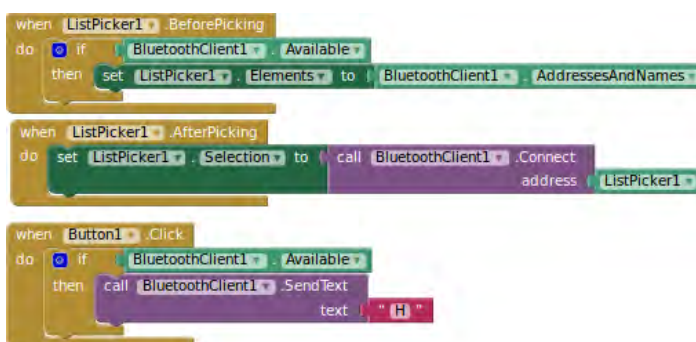 when ListPicker1 .BeforePicking
do if BluetoothClient1 . Available
then set ListPicker1 . Elements to BluetoothClient1 . AddressesAndNames
when ListPicker1 .AfterPicking
do set ListPicker1 . Selection to call BluetoothClient1 .Connect
address ListPicker1
when Button1 .Click
do if BluetoothClient1 . Available
then call BluetoothClient1 .SendText
text " H "